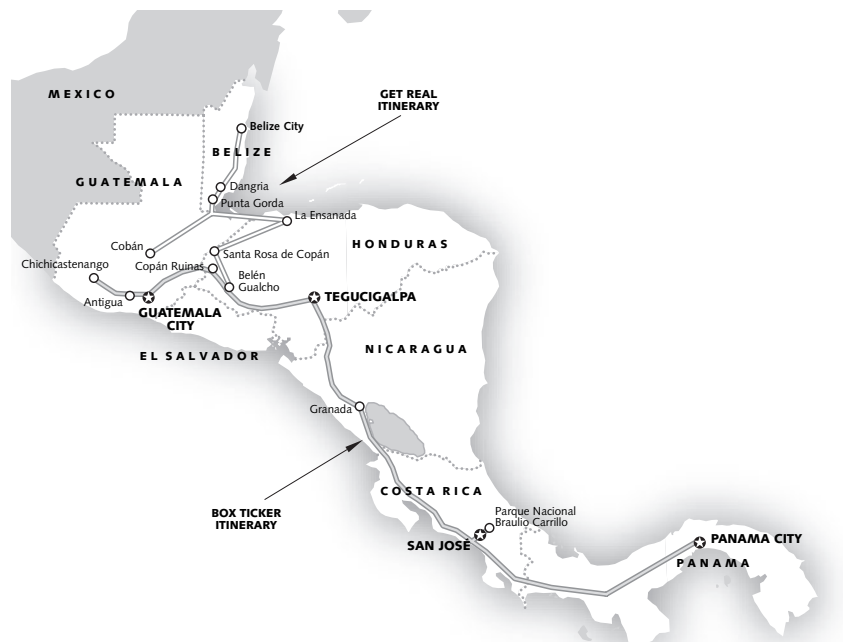 MEXICO
GET REAL
ITINERARY
Belize City
BELIZE
GUATEMALA
Dangria
Punta Gorda
La Ensanada
HONDURAS
Cobán
Santa Rosa de Copán
Chichicastenango
Copán Ruinas
Belén
Gualcho
Antigua
TEGUCIGALPA
GUATEMALA
CITY
EL SALVADOR
NICARAGUA
Granada
COSTA RICA
BOX TICKER
ITINERARY
Parque Nacional
Braulio Carrillo
SAN JOSÉ
PANAMA CITY
PANAMA